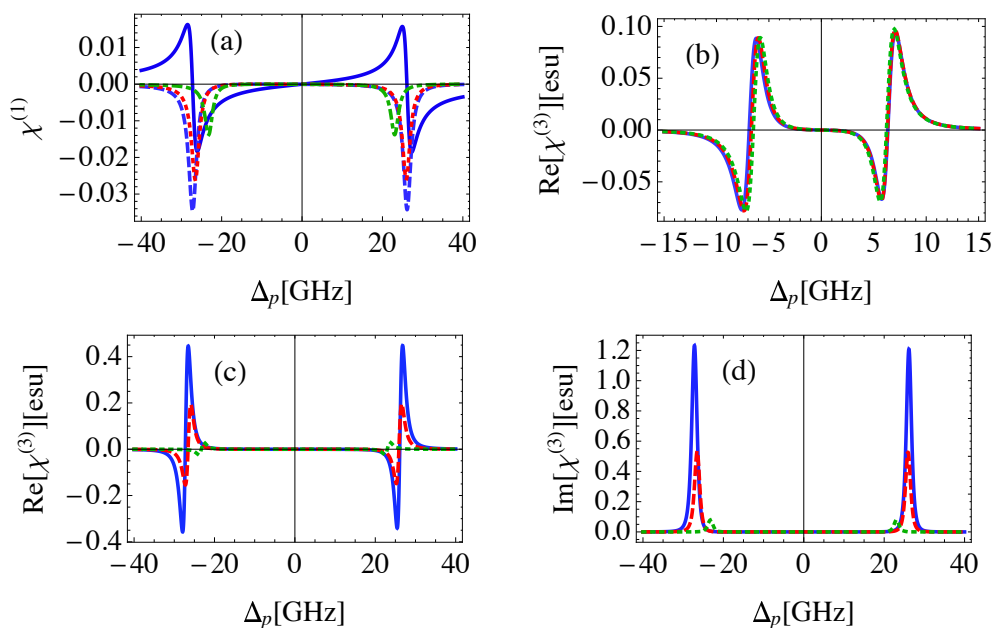 0.01
0.00
−0.01
−0.02
−0.03
χ(1)
(a)
−40 −20 0 20 40
Δp[GHz]
0.10
0.05
0.00
−0.05
Re[χ(3)][esu]
(b)
−15 −10 −5 0 5 10 15
Δp[GHz]
0.4
0.2
0.0
−0.2
−0.4
Re[χ(3)][esu]
(c)
−40 −20 0 20 40
Δp[GHz]
1.2
1.0
0.8
0.6
0.4
0.2
0.0
Im[χ(3)][esu]
(d)
−40 −20 0 20 40
Δp[GHz]